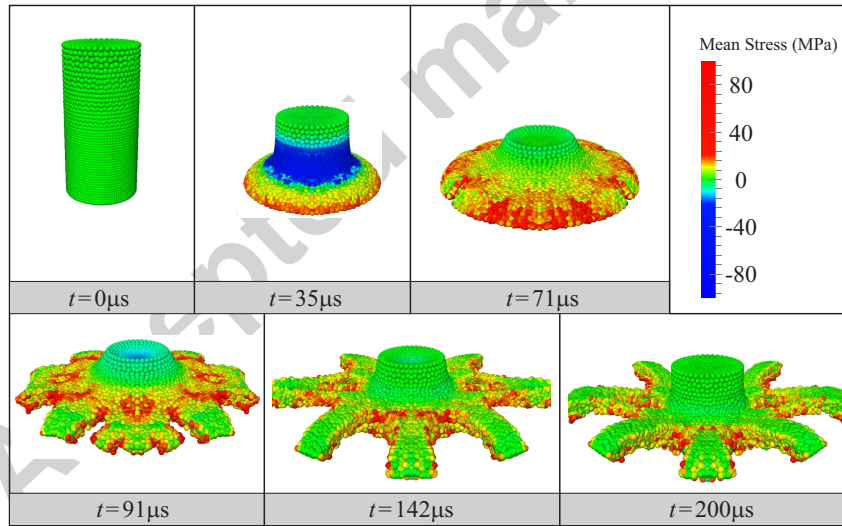 Mean Stress (MPa)
80
40
0
-40
-80
t=0μs
t=35μs
t=71μs
t=91μs
t=142μs
t=200μs